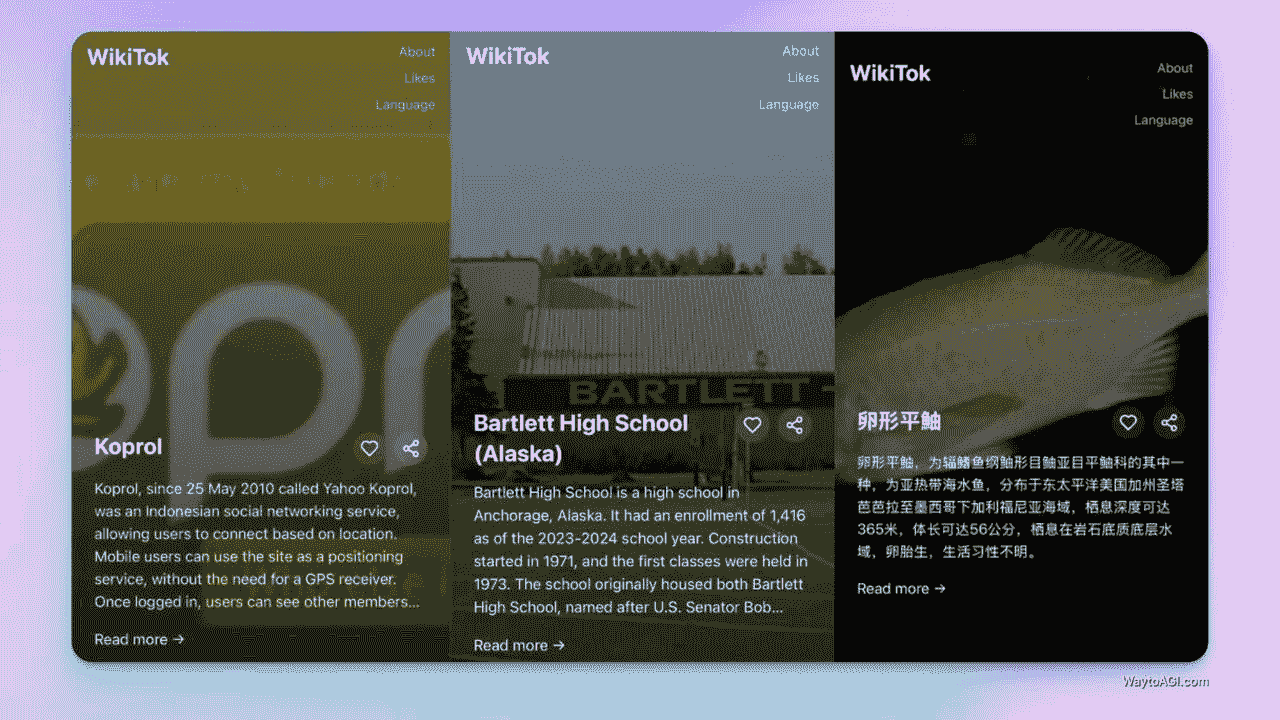 WikiTok
About
Likes
Language
Koprol
Koprol, since 25 May 2010 called Yahoo Koprol,
was an Indonesian social networking service,
allowing users to connect based on location.
Mobile users can use the site as a positioning
service, without the need for a GPS receiver.
Once logged in, users can see other members...
Read more →
WikiTok
About
Likes
Language
BARTLETT
Bartlett High School
(Alaska)
Bartlett High School is a high school in
Anchorage, Alaska. It had an enrollment of 1,416
as of the 2023-2024 school year. Construction
started in 1971, and the first classes were held in
1973. The school originally housed both Bartlett
High School, named after U.S. Senator Bob...
Read more →
WikiTok
About
Likes
Language
卵形平鲉
卵形平鲉，为辐鳍鱼纲鲉形目鲉亚目平鲉科的其中一
种，为亚热带海水鱼，分布于东太平洋美国加州圣塔
芭芭拉至墨西哥下加利福尼亚海域，栖息深度可达
365米，体长可达56公分，栖息在岩石底质底层水
域，卵胎生，生活习性不明。
Read more →
WaytoAGI.com